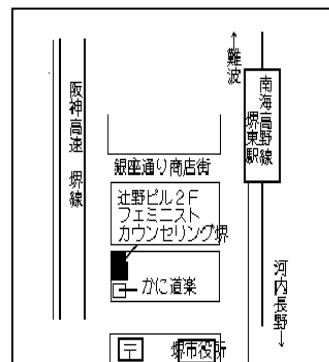 ←難波
阪神高速 堺線
南海高野線
堺東駅
銀座通り商店街
辻野ビル2F
フェミニスト
カウンセリング堺
かに道楽
河内長野→
〒
堺市役所